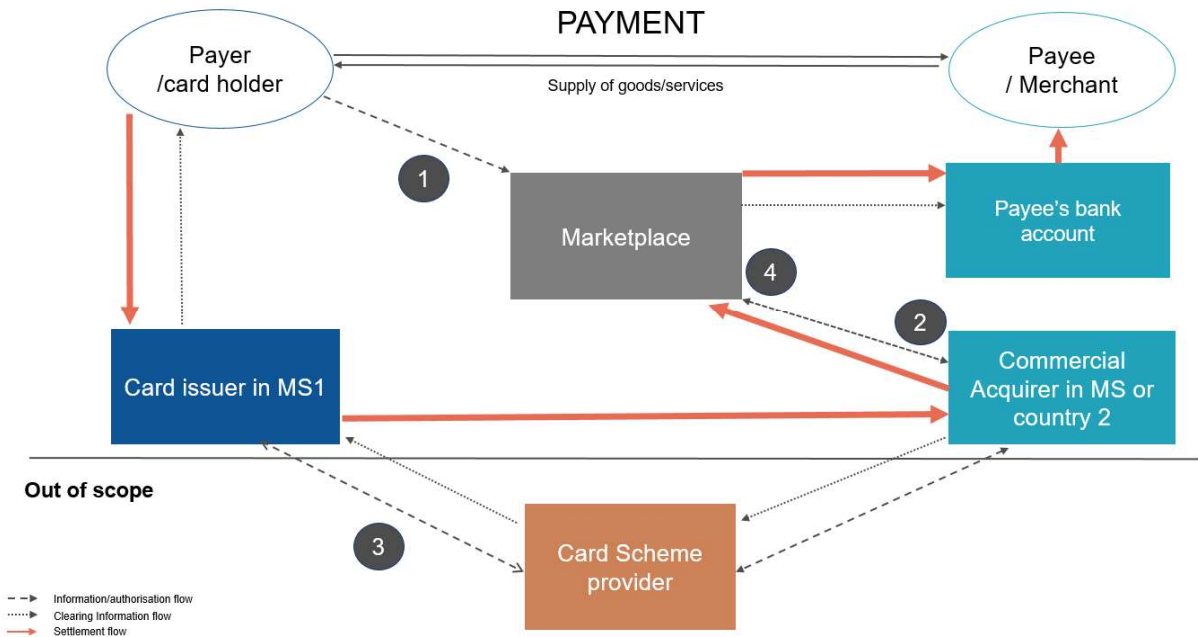 PAYMENT
Payer
/card holder
Payee
/ Merchant
Supply of goods/services
1
Marketplace
Payee's bank
account
4
2
Card issuer in MS1
Commercial
Acquirer in MS or
country 2
Out of scope
3
Card Scheme
provider
Information/authorisation flow
Clearing Information flow
Settlement flow